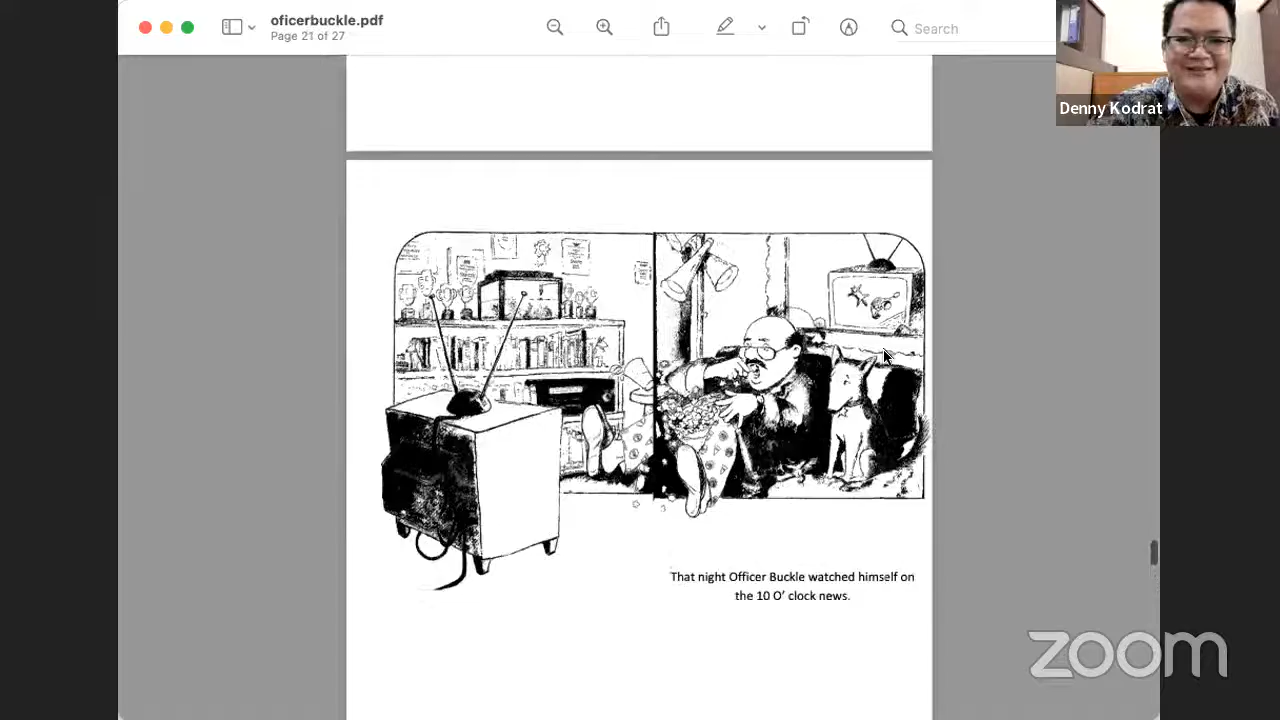 oficerbuckle.pdf
Page 21 of 27
Search
Denny Kodrat
That night Officer Buckle watched himself on
the 10 O' clock news.
zoom